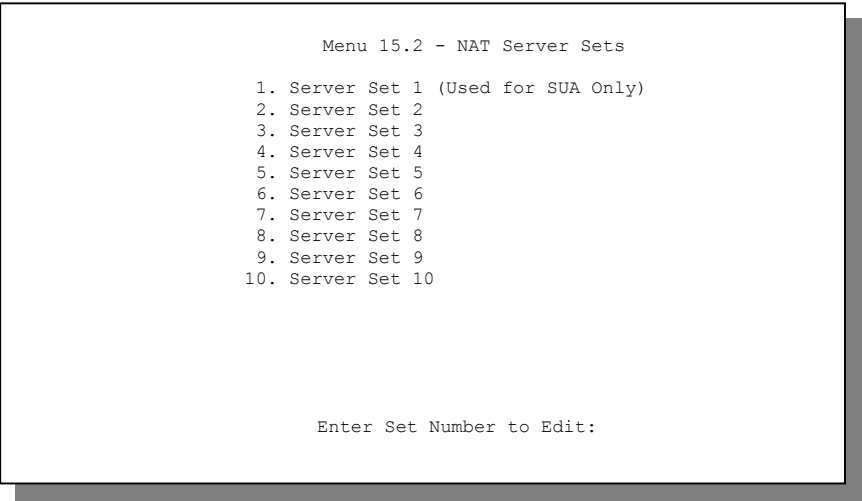 Menu 15.2 - NAT Server Sets
1. Server Set 1 (Used for SUA Only)
2. Server Set 2
3. Server Set 3
4. Server Set 4
5. Server Set 5
6. Server Set 6
7. Server Set 7
8. Server Set 8
9. Server Set 9
10. Server Set 10
Enter Set Number to Edit: